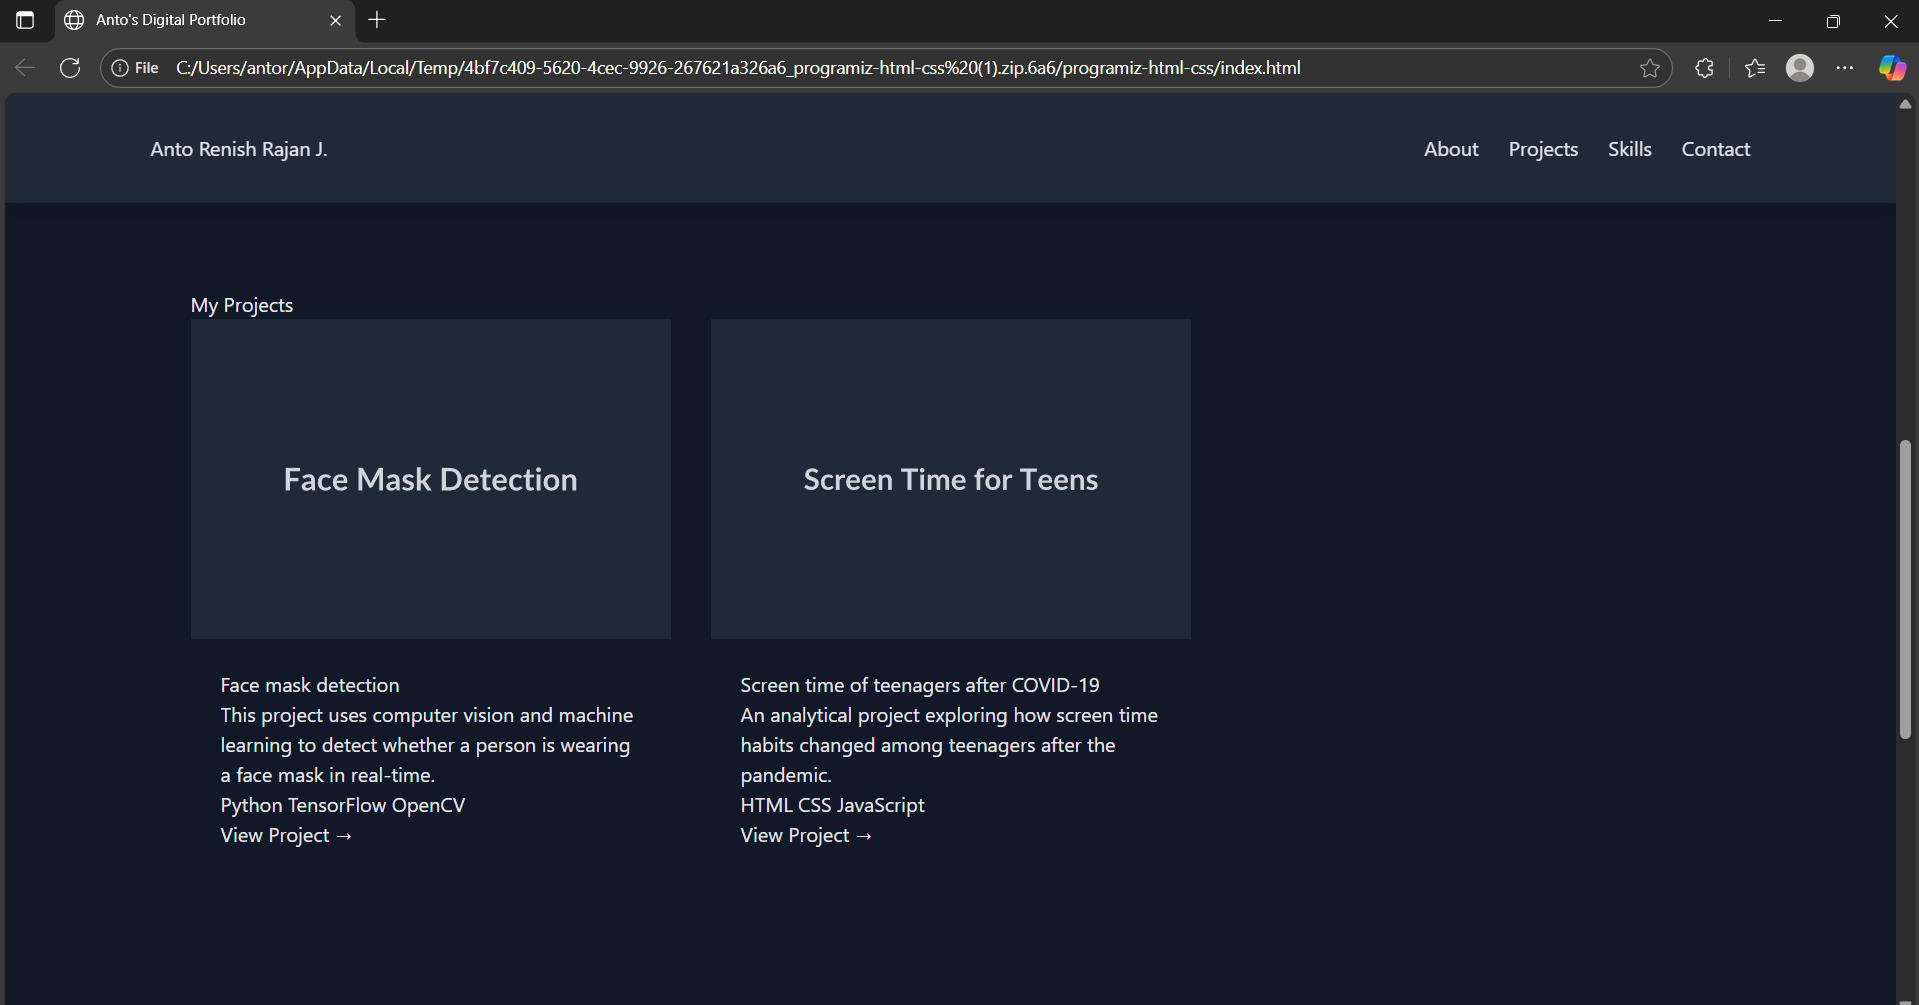 Anto's Digital Portfolio
File C:/Users/antor/AppData/Local/Temp/4bf7c409-5620-4cec-9926-267621a326a6_programiz-html-css%20(1).zip.6a6/programiz-html-css/index.html
Anto Renish Rajan J. About Projects Skills Contact
My Projects
Face Mask Detection
Face mask detection
This project uses computer vision and machine
learning to detect whether a person is wearing
a face mask in real-time.
Python TensorFlow OpenCV
View Project →
Screen Time for Teens
Screen time of teenagers after COVID-19
An analytical project exploring how screen time
habits changed among teenagers after the
pandemic.
HTML CSS JavaScript
View Project →